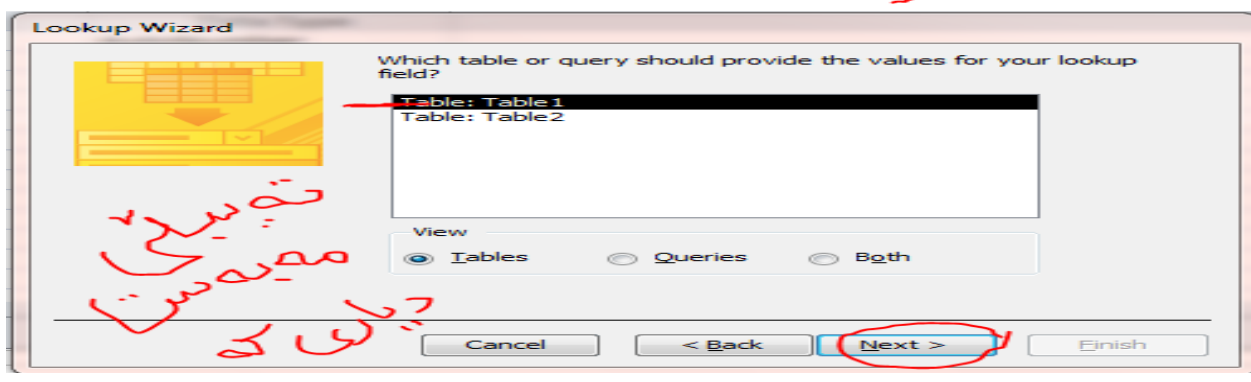 Lookup Wizard
Which table or query should provide the values for your lookup
field?
Table: Table1
Table: Table2
View
Tables
Queries
Both
تەبڵی
مەبەست
دیاری کە
Cancel
< Back
Next >
Finish